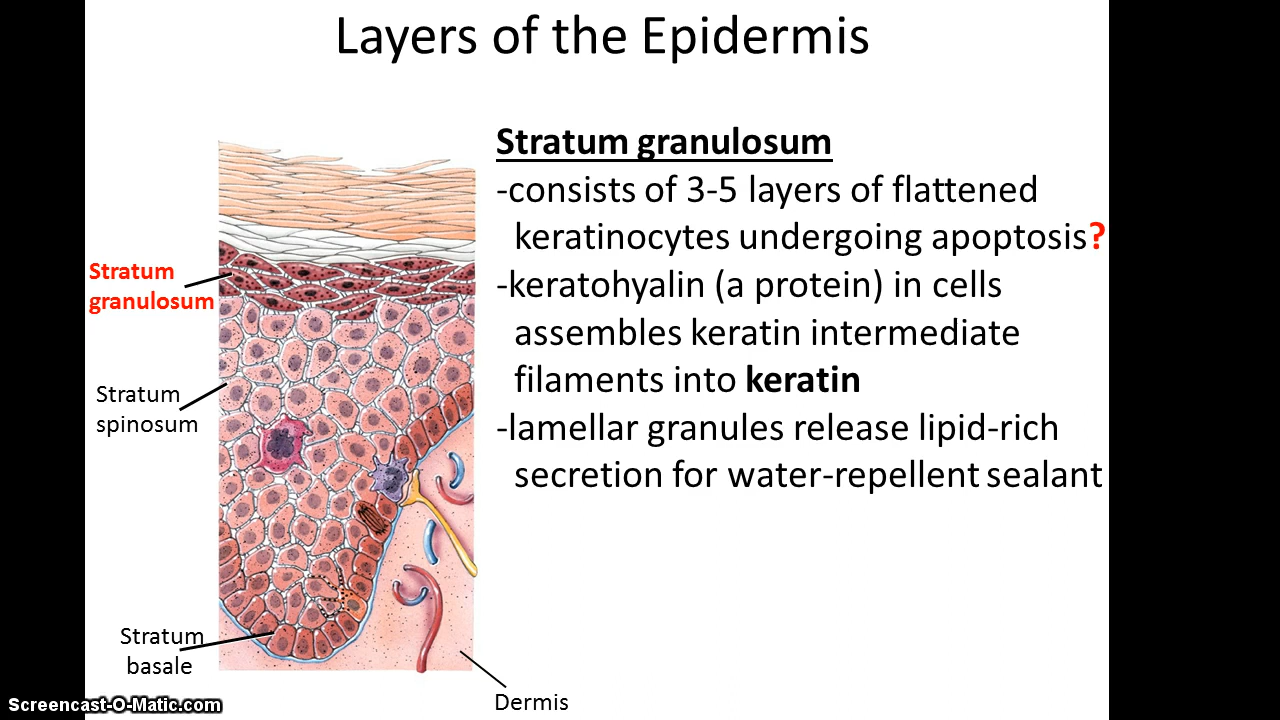 Layers of the Epidermis
Stratum granulosum
-consists of 3-5 layers of flattened
keratinocytes undergoing apoptosis?
-keratohyalin (a protein) in cells
assembles keratin intermediate
filaments into keratin
-lamellar granules release lipid-rich
secretion for water-repellent sealant
Stratum
granulosum
Stratum
spinosum
Stratum
basale
Dermis
Screencast-O-Matic.com